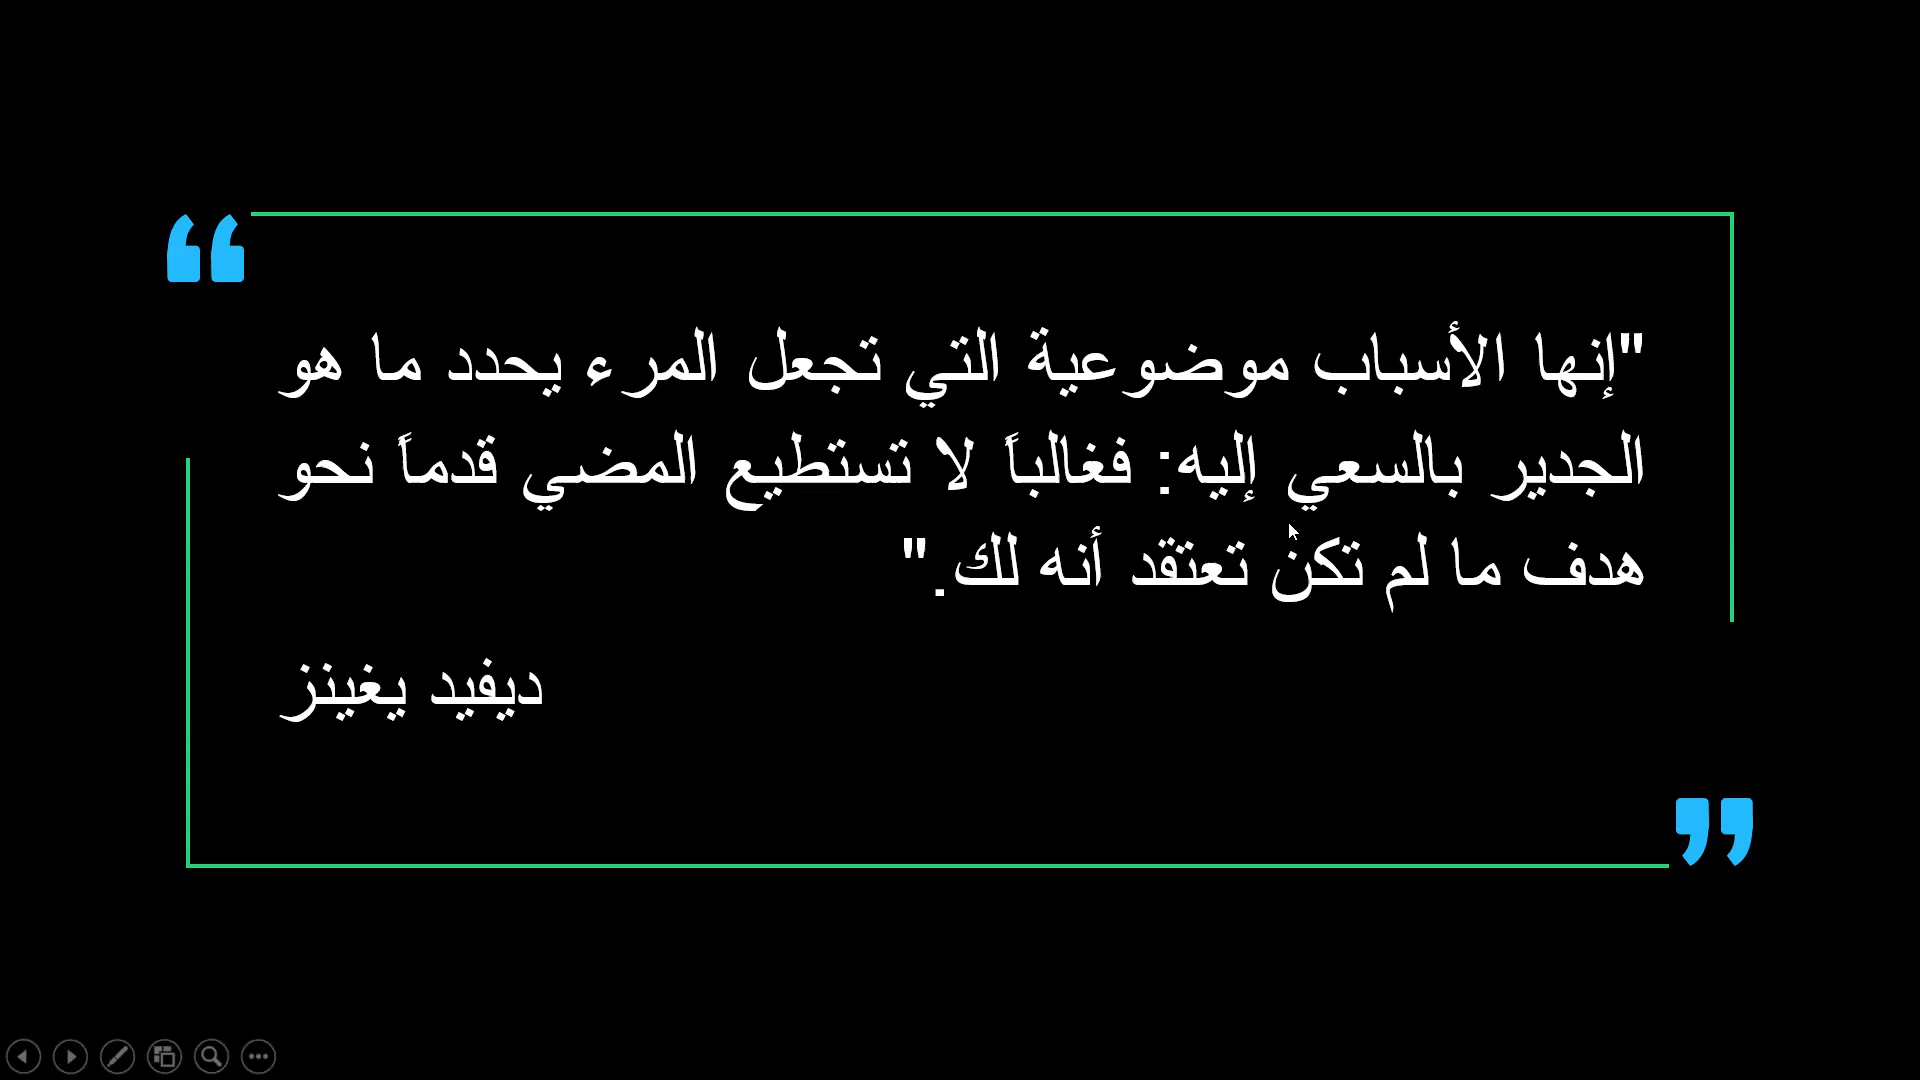 "إنها الأسباب موضوعية التي تجعل المرء يحدد ما هو
الجدير بالسعي إليه: فغالباً لا تستطيع المضي قدماً نحو
هدف ما لم تكنْ تعتقد أنه لك."
ديفيد يغينز